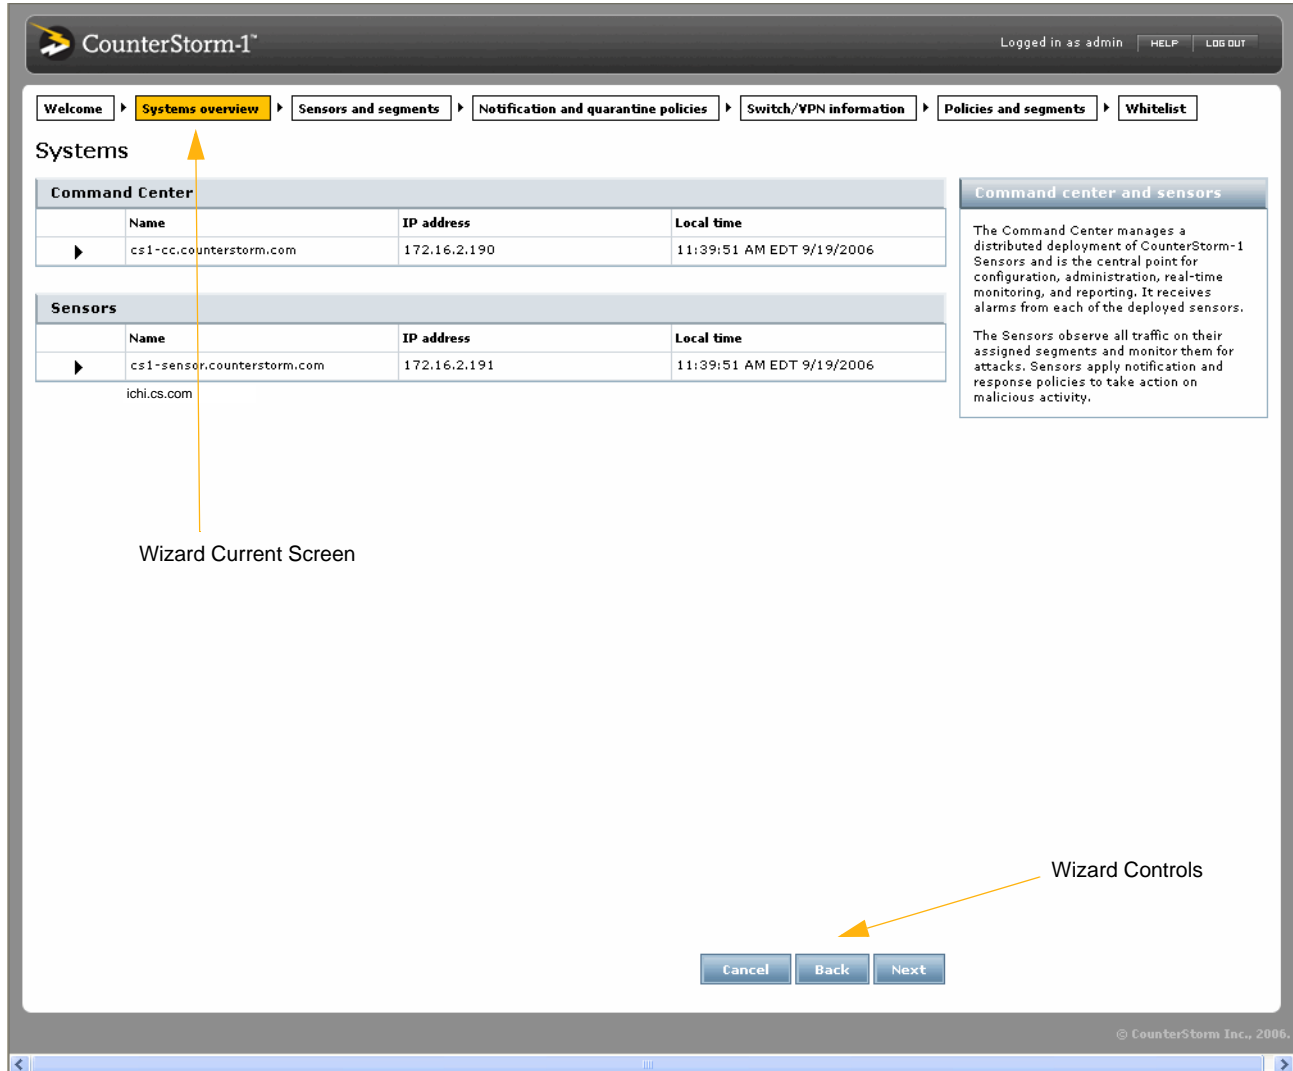 CounterStorm-1™
Logged in as admin HELP LOG OUT
Welcome Systems overview Sensors and segments Notification and quarantine policies Switch/VPN information Policies and segments Whitelist
Systems
Command Center
Name IP address Local time
cs1-cc.counterstorm.com 172.16.2.190 11:39:51 AM EDT 9/19/2006
Sensors
Name IP address Local time
cs1-sensor.counterstorm.com 172.16.2.191 11:39:51 AM EDT 9/19/2006
ichi.cs.com
Command center and sensors
The Command Center manages a
distributed deployment of CounterStorm-1
Sensors and is the central point for
configuration, administration, real-time
monitoring, and reporting. It receives
alarms from each of the deployed sensors.
The Sensors observe all traffic on their
assigned segments and monitor them for
attacks. Sensors apply notification and
response policies to take action on
malicious activity.
Wizard Current Screen
Wizard Controls
Cancel Back Next
© CounterStorm Inc., 2006.